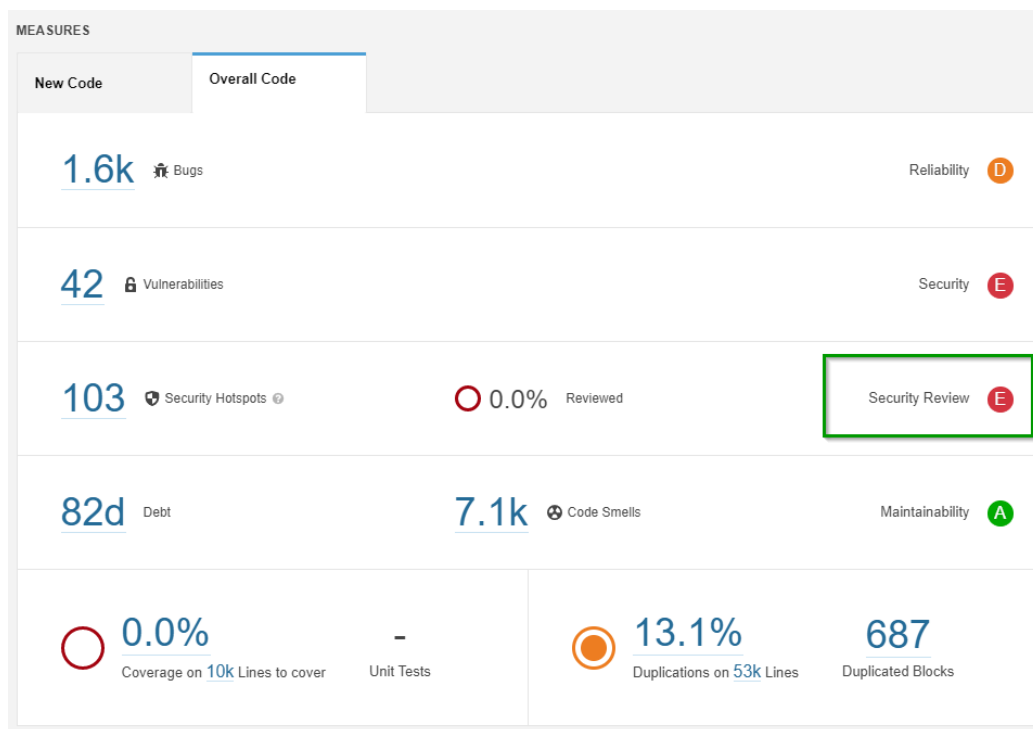 MEASURES
New Code
Overall Code
1.6k Bugs Reliability D
42 Vulnerabilities Security E
103 Security Hotspots ? 0.0% Reviewed Security Review E
82d Debt 7.1k Code Smells Maintainability A
0.0% - 13.1% 687
Coverage on 10k Lines to cover Unit Tests Duplications on 53k Lines Duplicated Blocks